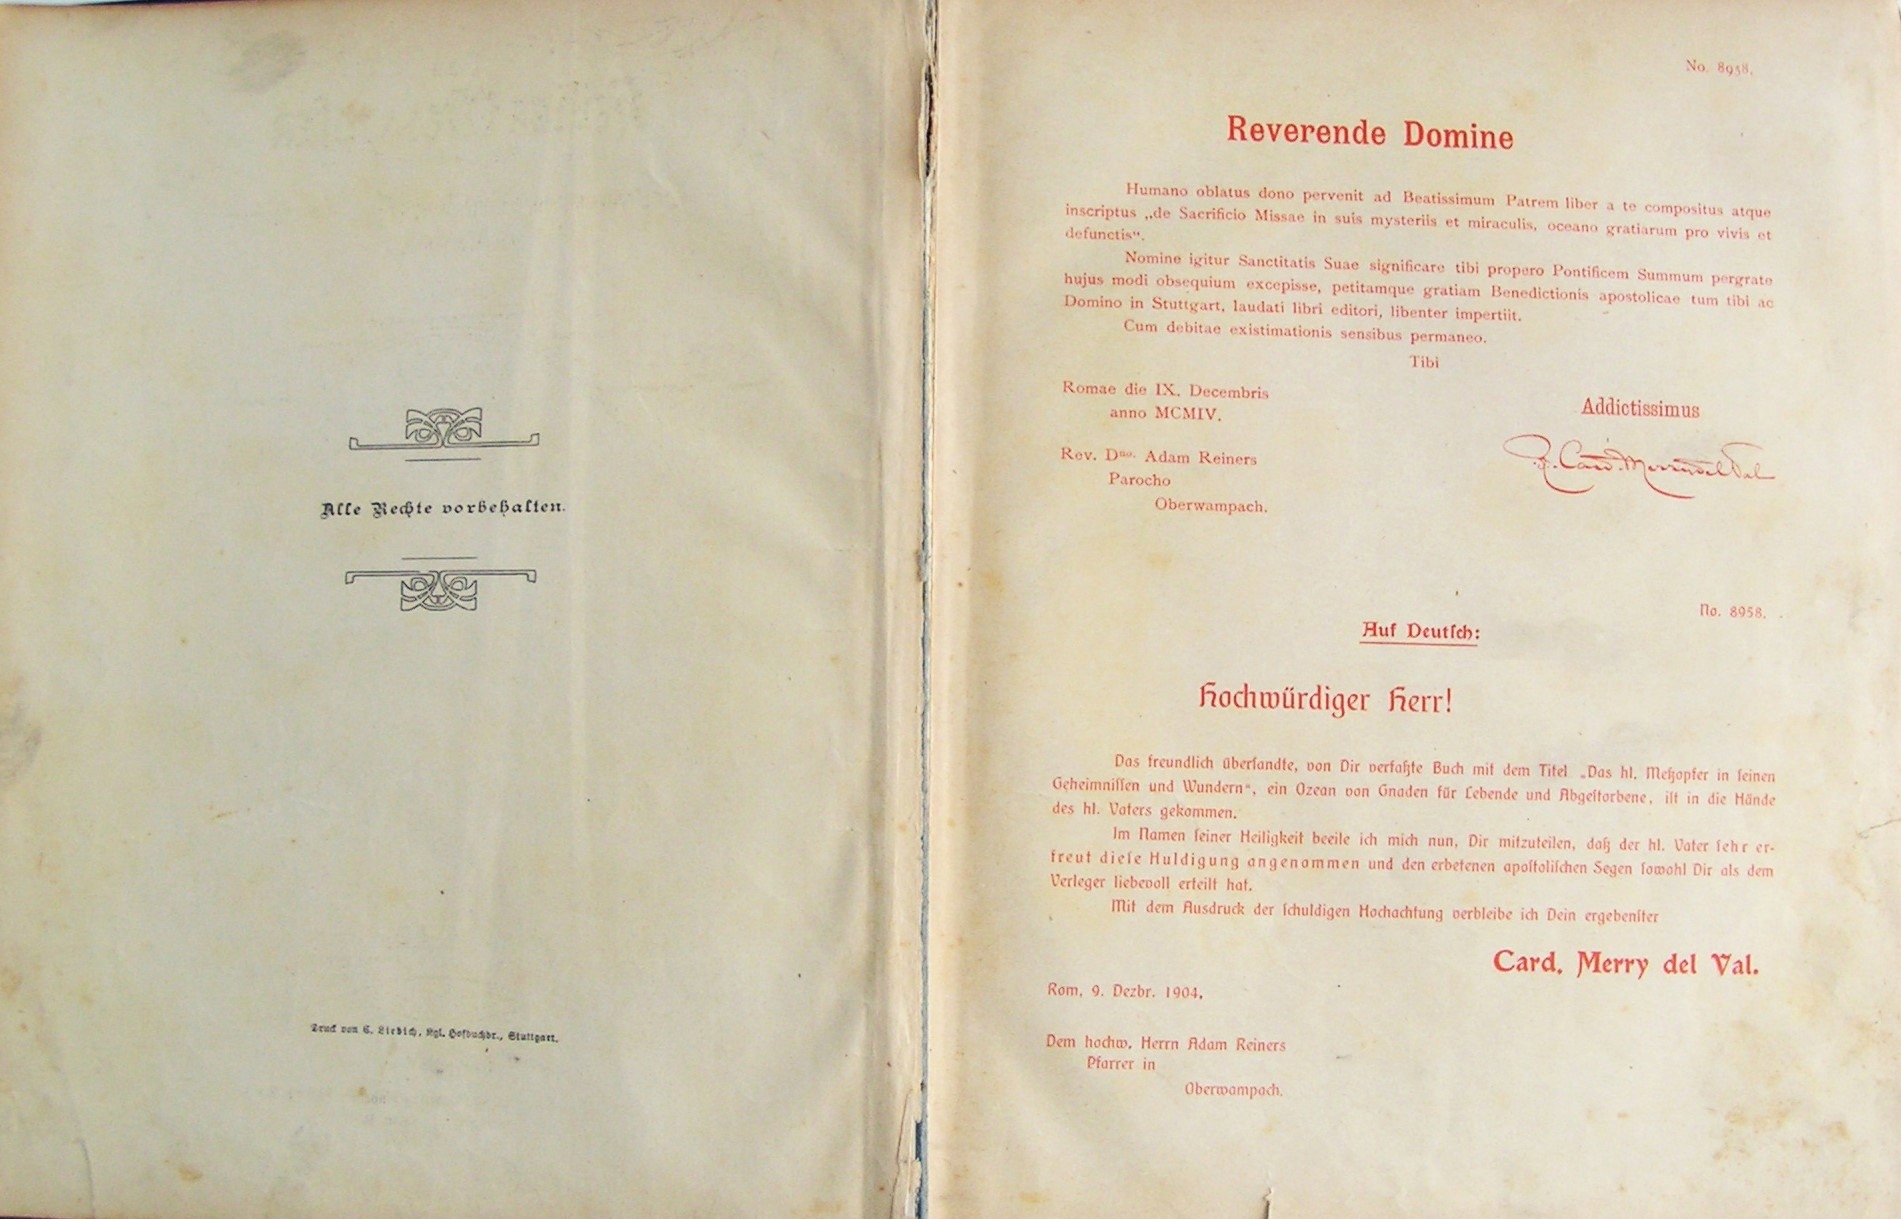 Alle Rechte vorbehalten.
Druck von C. Liebich, Kgl. Hofbuchdr., Stuttgart.
No. 8958.
Reverende Domine
Humano oblatus dono pervenit ad Beatissimum Patrem liber a te compositus atque
inscriptus „de Sacrificio Missae in suis mysteriis et miraculis, oceano gratiarum pro vivis et
defunctis“.
Nomine igitur Sanctitatis Suae significare tibi propero Pontificem Summum pergrate
hujus modi obsequium excepisse, petitamque gratiam Benedictionis apostolicae tum tibi ac
Domino in Stuttgart, laudati libri editori, libenter impertiit.
Cum debitae existimationis sensibus permaneo.
Tibi
Romae die IX. Decembris
anno MCMIV.
Addictissimus
R. Card. Merry del Val
Rev. Dno. Adam Reiners
Parocho
Oberwampach.
No. 8958.
Auf Deutſch:
Hochwürdiger Herr!
Das freundlich überſandte, von Dir verfaßte Buch mit dem Titel „Das hl. Meßopfer in ſeinen
Geheimniſſen und Wundern“, ein Ozean von Gnaden für Lebende und Abgeſtorbene, iſt in die Hände
des hl. Vaters gekommen.
Im Namen ſeiner Heiligkeit beeile ich mich nun, Dir mitzuteilen, daß der hl. Vater ſehr er-
freut dieſe Huldigung angenommen und den erbetenen apoſtoliſchen Segen ſowohl Dir als dem
Verleger liebevoll erteilt hat.
Mit dem Ausdruck der ſchuldigen Hochachtung verbleibe ich Dein ergebenſter
Card. Merry del Val.
Rom, 9. Dezbr. 1904.
Dem hochw. Herrn Adam Reiners
Pfarrer in
Oberwampach.